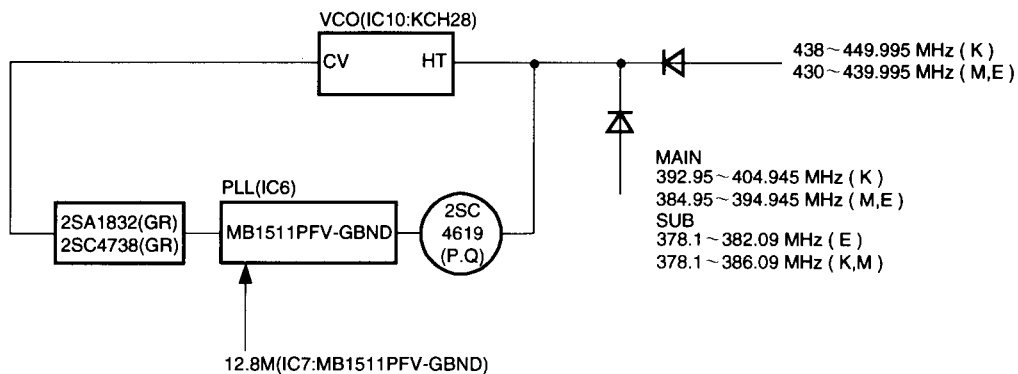 VCO(IC10:KCH28)
CV
HT
438~449.995 MHz ( K )
430~439.995 MHz ( M,E )
MAIN
392.95~404.945 MHz ( K )
384.95~394.945 MHz ( M,E )
SUB
378.1~382.09 MHz ( E )
378.1~386.09 MHz ( K,M )
PLL(IC6)
2SA1832(GR)
2SC4738(GR)
MB1511PFV-GBND
2SC
4619
(P.Q)
12.8M(IC7:MB1511PFV-GBND)